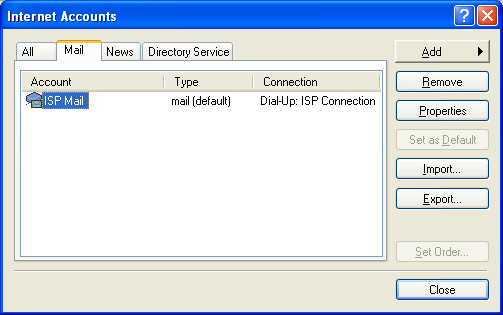 Internet Accounts
All Mail News Directory Service
Add
Account Type Connection
ISP Mail mail (default) Dial-Up: ISP Connection
Remove
Properties
Set as Default
Import...
Export...
Set Order...
Close